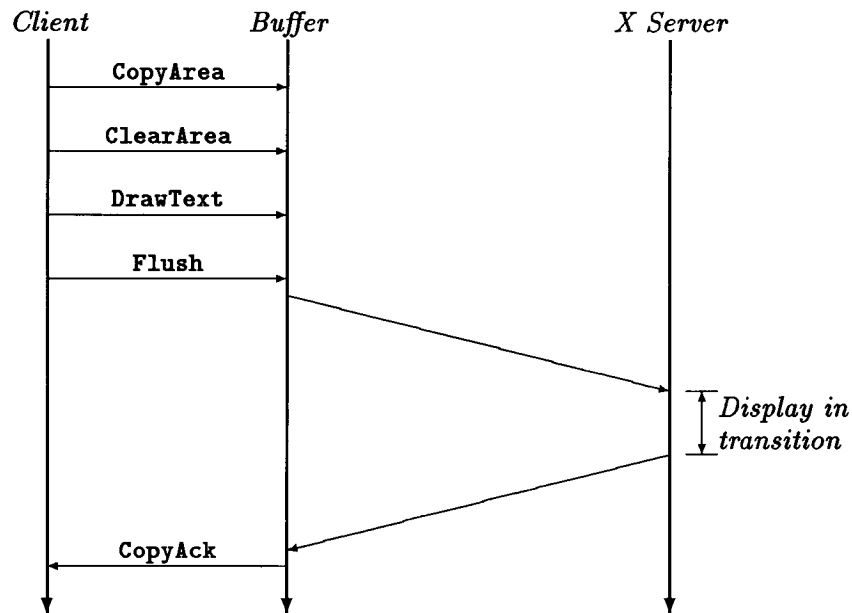 Client Buffer X Server
CopyArea
ClearArea
DrawText
Flush
Display in
transition
CopyAck